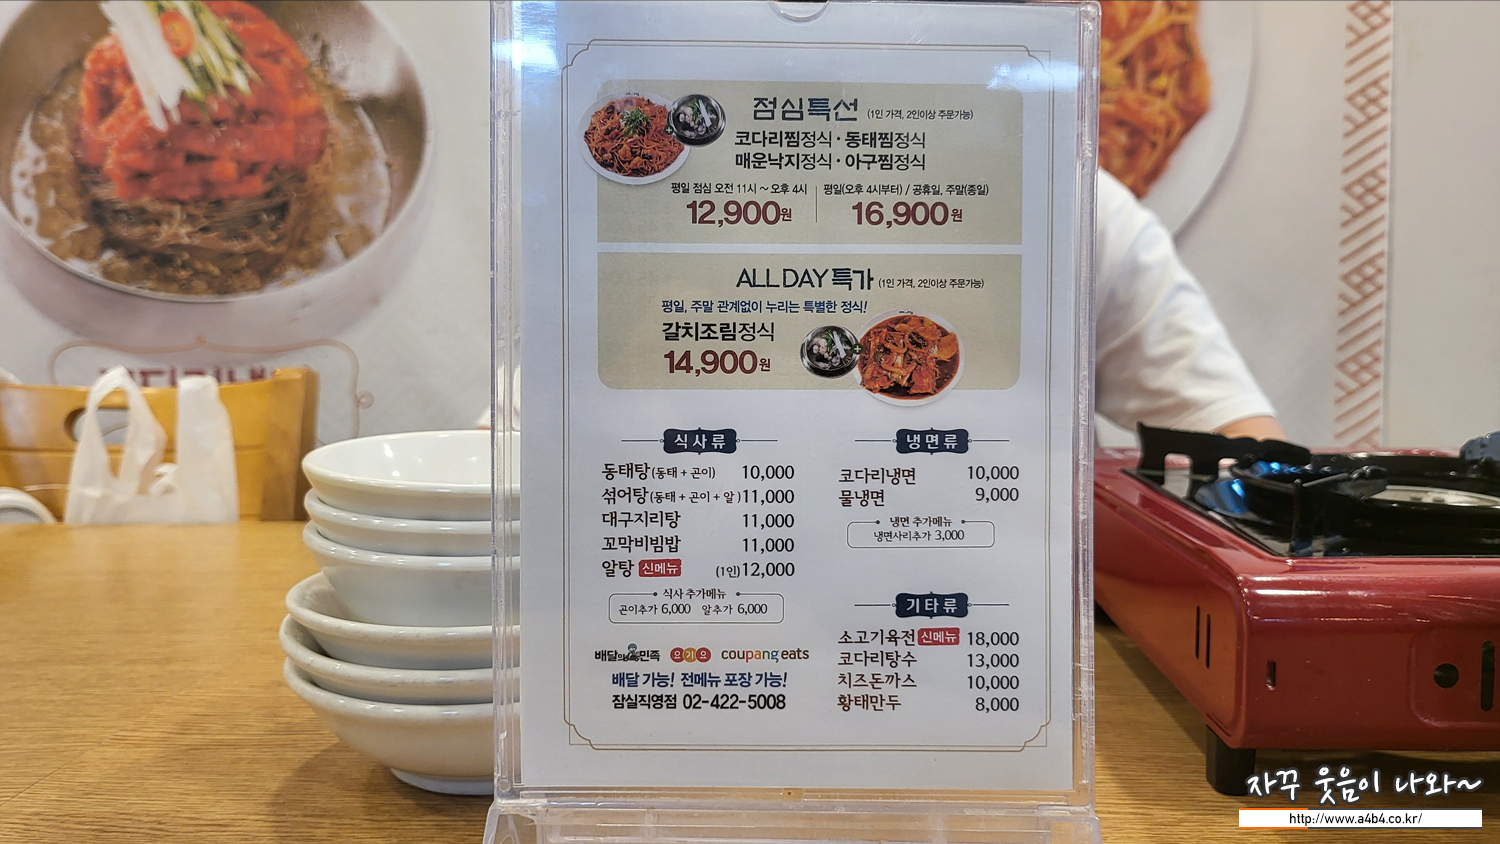 점심특선 (1인 가격, 2인이상 주문가능)
코다리찜정식 · 동태찜정식
매운낙지정식 · 아구찜정식
평일 점심 오전 11시 ~ 오후 4시
12,900원
평일(오후 4시부터) / 공휴일, 주말(종일)
16,900원
ALL DAY 특가 (1인 가격, 2인이상 주문가능)
평일, 주말 관계없이 누리는 특별한 정식!
갈치조림정식
14,900원
식사류
동태탕(동태 + 곤이) 10,000
섞어탕(동태 + 곤이 + 알) 11,000
대구지리탕 11,000
꼬막비빔밥 11,000
알탕 신메뉴 (1인)12,000
식사 추가메뉴
곤이추가 6,000 알추가 6,000
배달의민족 요기요 coupang eats
배달 가능! 전메뉴 포장 가능!
잠실직영점 02-422-5008
냉면류
코다리냉면 10,000
물냉면 9,000
냉면 추가메뉴
냉면사리추가 3,000
기타류
소고기육전 신메뉴 18,000
코다리탕수 13,000
치즈돈까스 10,000
황태만두 8,000
자꾸 웃음이 나와~
http://www.a4b4.co.kr/